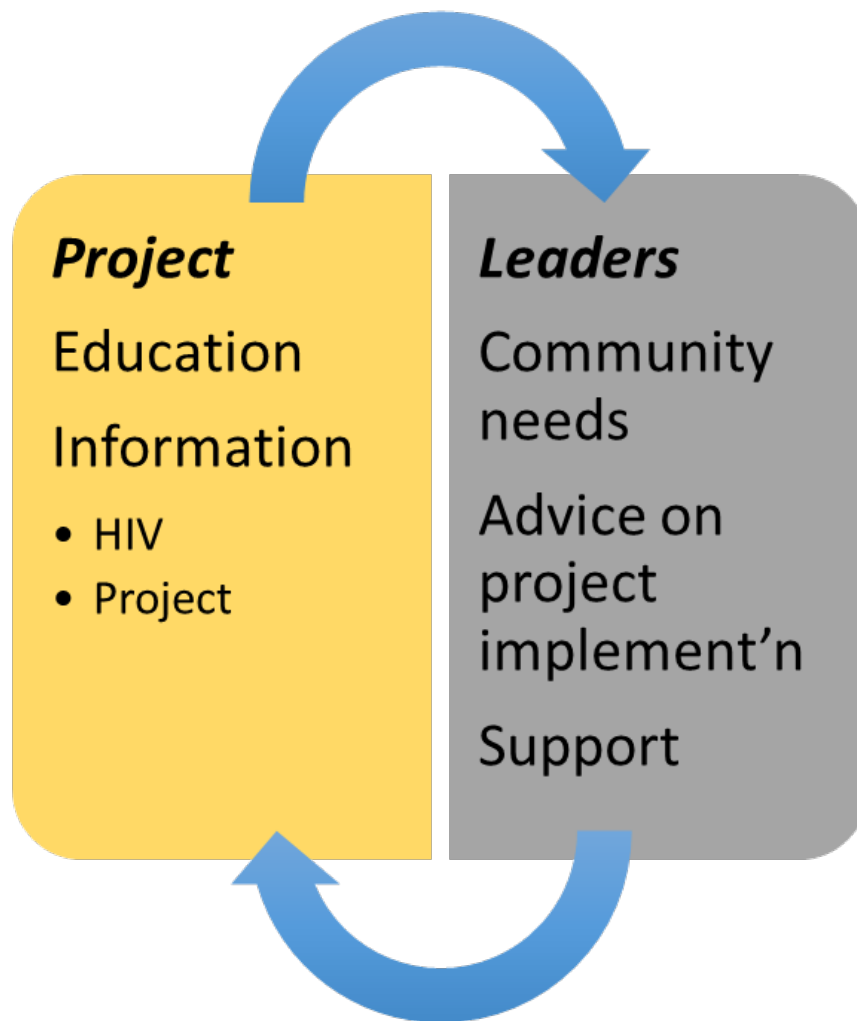 Project
Education
Information
• HIV
• Project
Leaders
Community
needs
Advice on
project
implement’n
Support